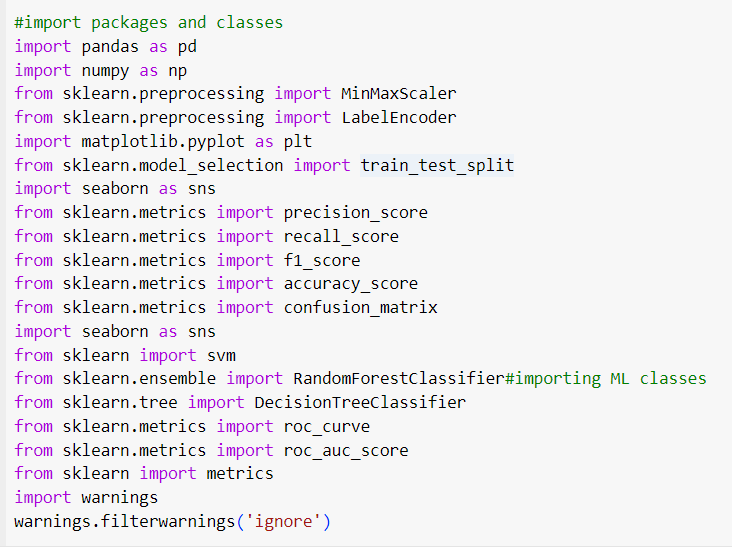 #import packages and classes
import pandas as pd
import numpy as np
from sklearn.preprocessing import MinMaxScaler
from sklearn.preprocessing import LabelEncoder
import matplotlib.pyplot as plt
from sklearn.model_selection import train_test_split
import seaborn as sns
from sklearn.metrics import precision_score
from sklearn.metrics import recall_score
from sklearn.metrics import f1_score
from sklearn.metrics import accuracy_score
from sklearn.metrics import confusion_matrix
import seaborn as sns
from sklearn import svm
from sklearn.ensemble import RandomForestClassifier#importing ML classes
from sklearn.tree import DecisionTreeClassifier
from sklearn.metrics import roc_curve
from sklearn.metrics import roc_auc_score
from sklearn import metrics
import warnings
warnings.filterwarnings('ignore')